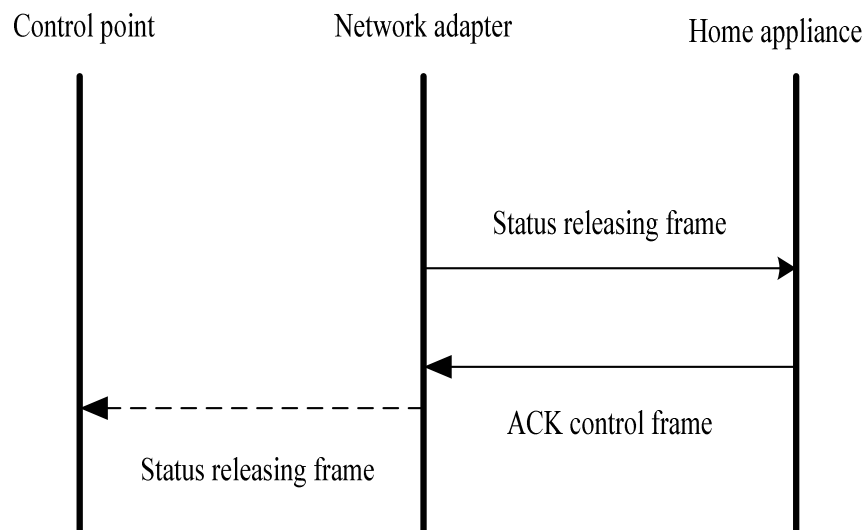 Control point
Network adapter
Home appliance
Status releasing frame
ACK control frame
Status releasing frame